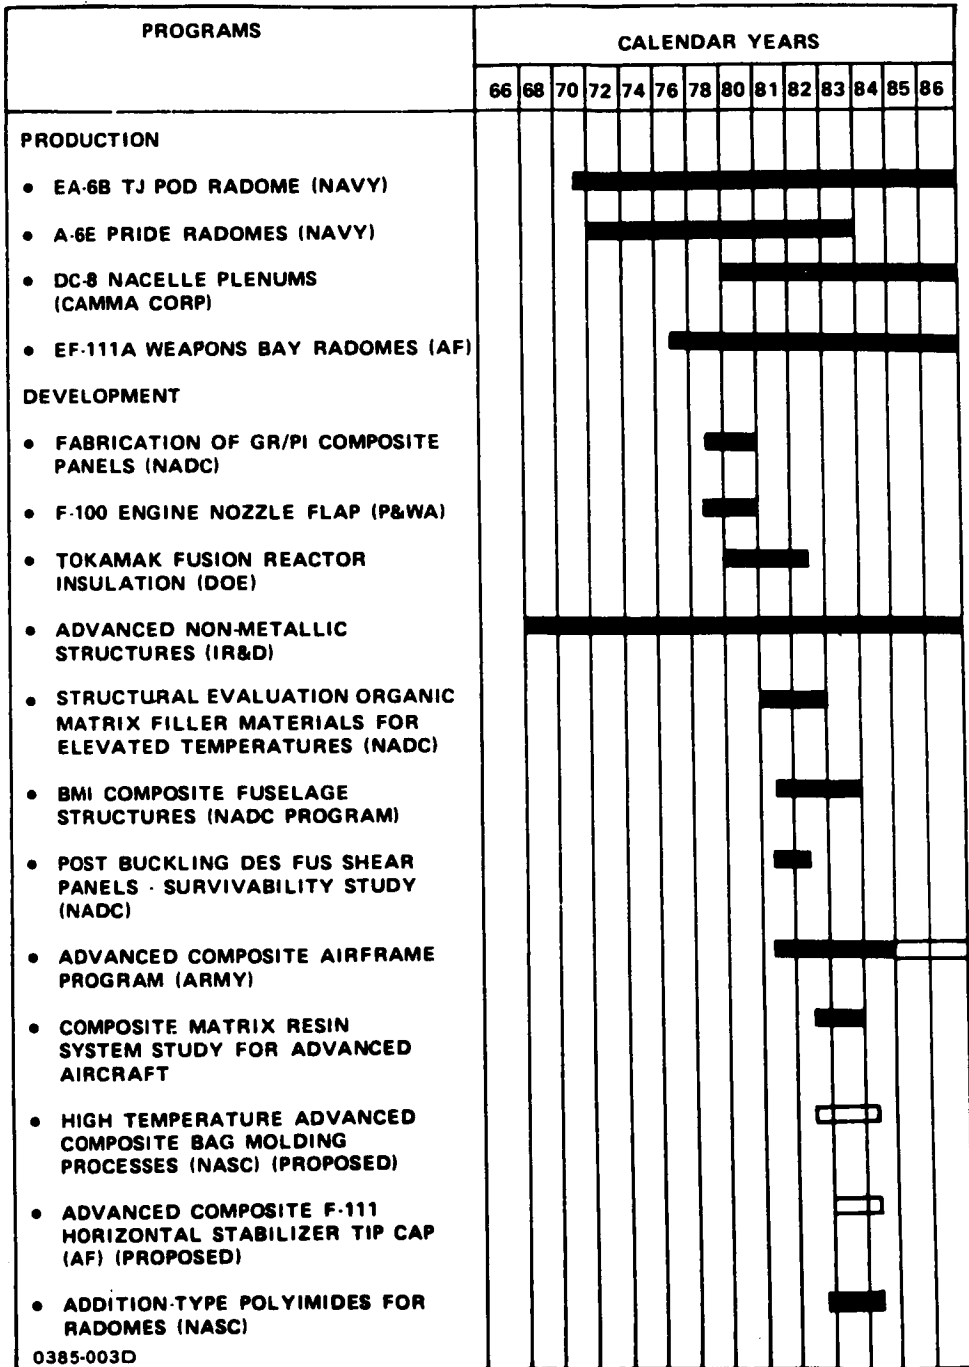 PROGRAMS
CALENDAR YEARS
66 68 70 72 74 76 78 80 81 82 83 84 85 86
PRODUCTION
• EA-6B TJ POD RADOME (NAVY)
• A-6E PRIDE RADOMES (NAVY)
• DC-8 NACELLE PLENUMS
(CAMMA CORP)
• EF-111A WEAPONS BAY RADOMES (AF)
DEVELOPMENT
• FABRICATION OF GR/PI COMPOSITE
PANELS (NADC)
• F-100 ENGINE NOZZLE FLAP (P&WA)
• TOKAMAK FUSION REACTOR
INSULATION (DOE)
• ADVANCED NON-METALLIC
STRUCTURES (IR&D)
• STRUCTURAL EVALUATION ORGANIC
MATRIX FILLER MATERIALS FOR
ELEVATED TEMPERATURES (NADC)
• BMI COMPOSITE FUSELAGE
STRUCTURES (NADC PROGRAM)
• POST BUCKLING DES FUS SHEAR
PANELS - SURVIVABILITY STUDY
(NADC)
• ADVANCED COMPOSITE AIRFRAME
PROGRAM (ARMY)
• COMPOSITE MATRIX RESIN
SYSTEM STUDY FOR ADVANCED
AIRCRAFT
• HIGH TEMPERATURE ADVANCED
COMPOSITE BAG MOLDING
PROCESSES (NASC) (PROPOSED)
• ADVANCED COMPOSITE F-111
HORIZONTAL STABILIZER TIP CAP
(AF) (PROPOSED)
• ADDITION-TYPE POLYIMIDES FOR
RADOMES (NASC)
0385-003D